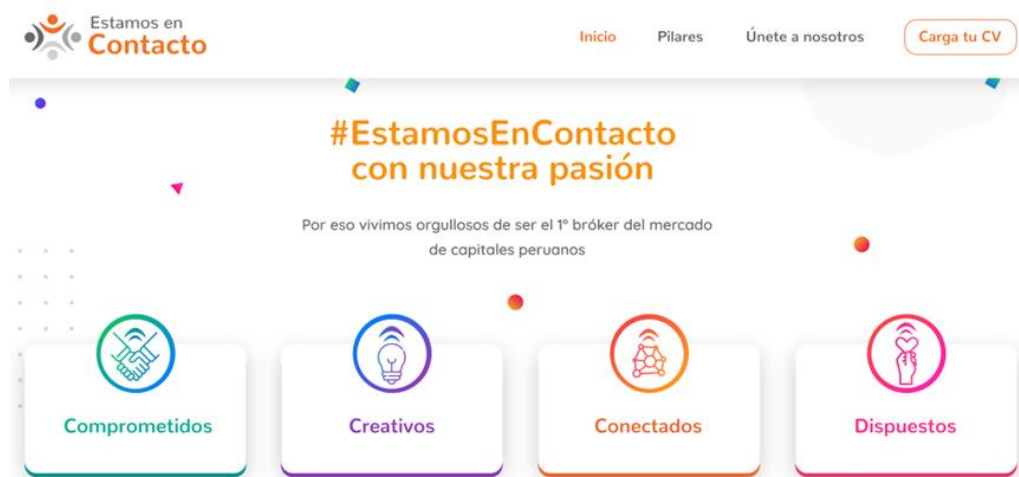 Estamos en
Contacto
Inicio Pilares Únete a nosotros Carga tu CV
#EstamosEnContacto
con nuestra pasión
Por eso vivimos orgullosos de ser el 1º bróker del mercado
de capitales peruanos
Comprometidos Creativos Conectados Dispuestos